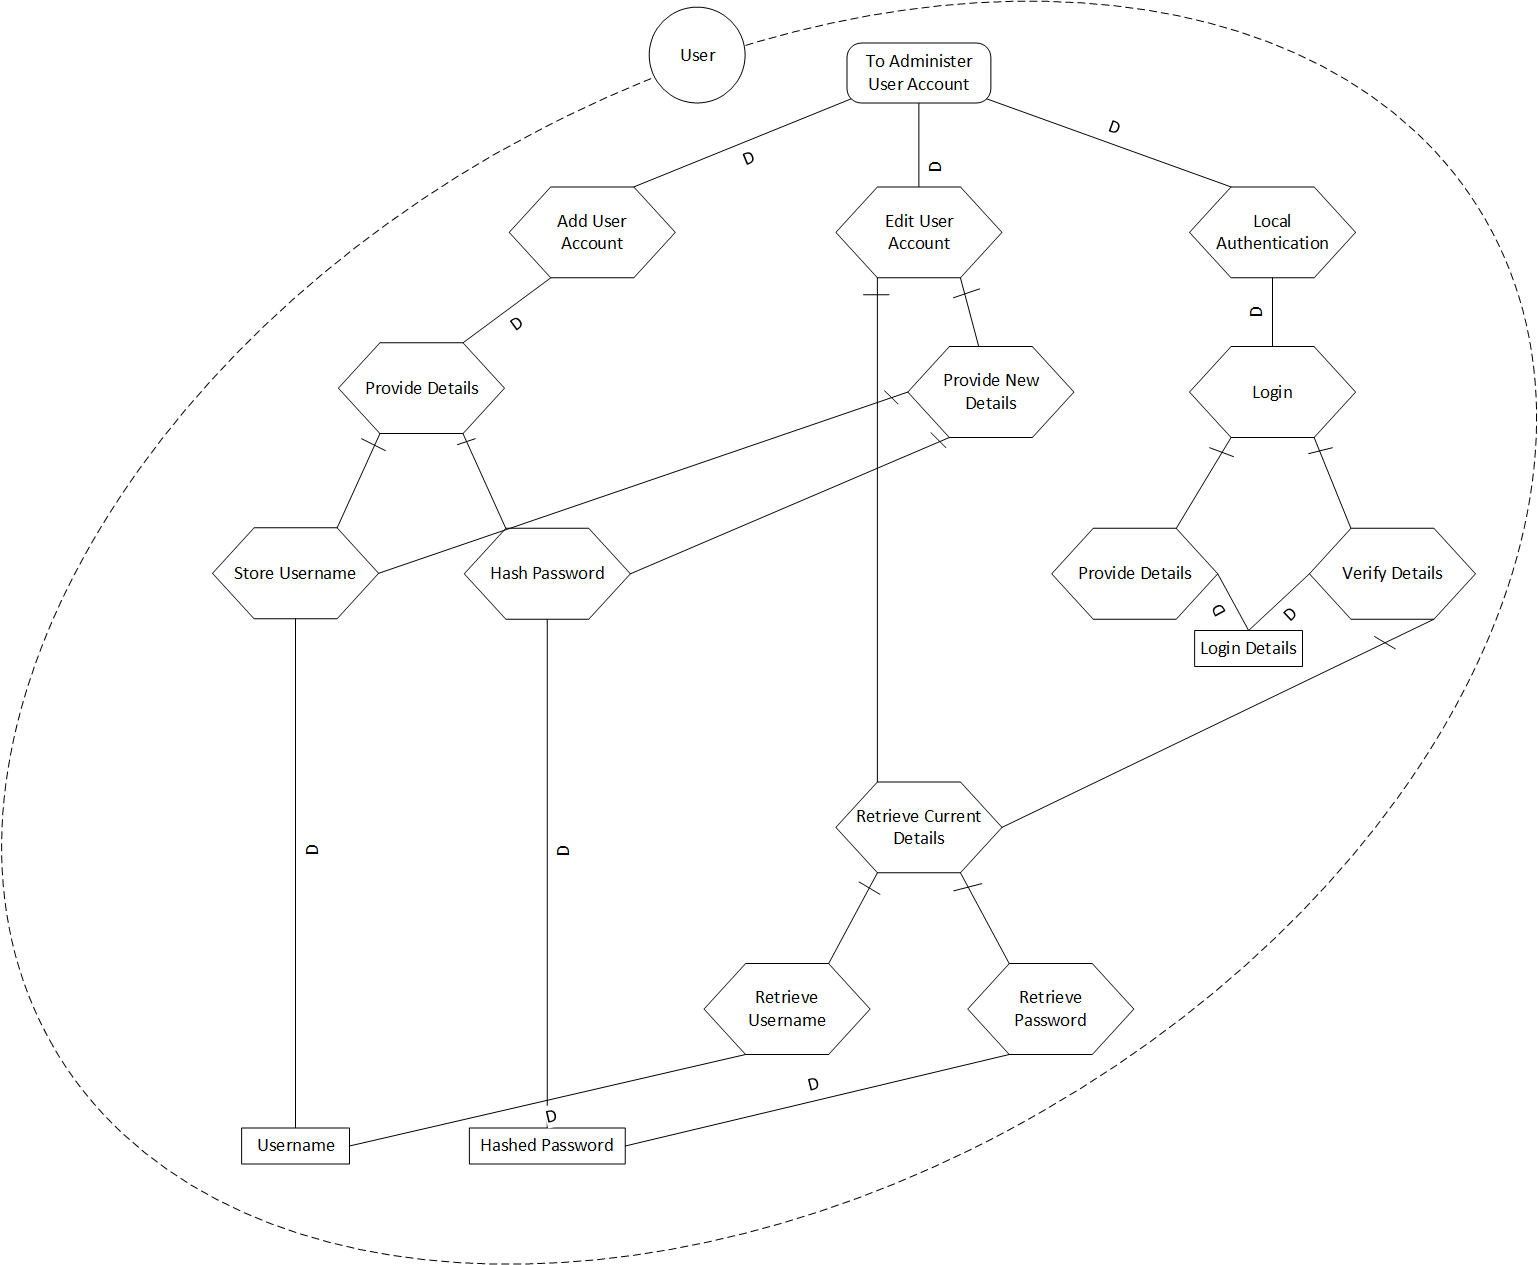 User
To Administer
User Account
D
D
D
Add User
Account
Edit User
Account
Local
Authentication
D
D
Provide Details
Provide New
Details
Login
Store Username
Hash Password
Provide Details
Verify Details
D
D
Login Details
Retrieve Current
Details
D
D
Retrieve
Username
Retrieve
Password
D
D
Username
Hashed Password